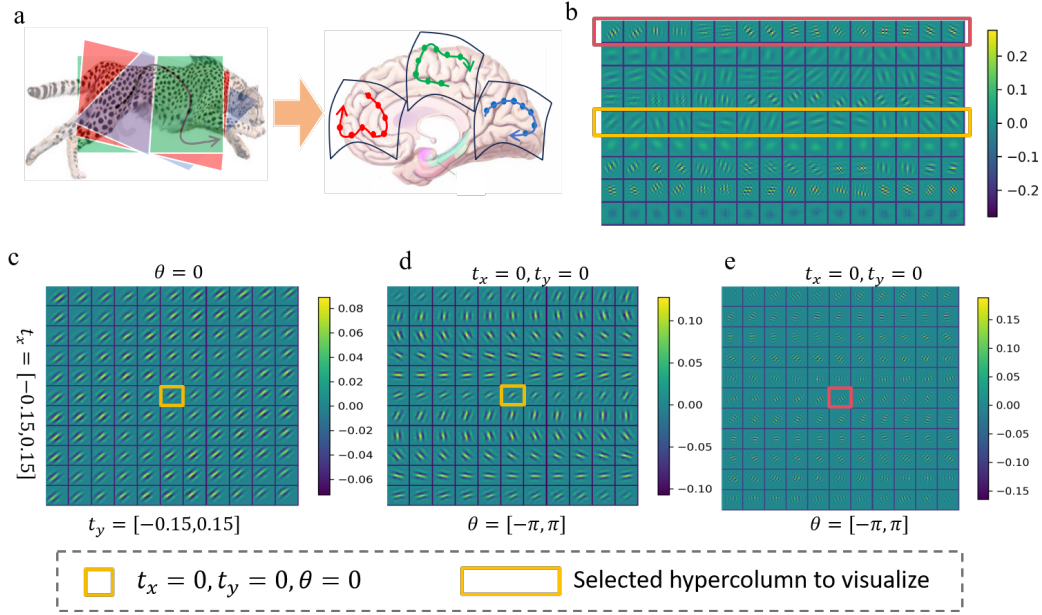 a
b
0.2
0.1
0.0
−0.1
−0.2
c
θ = 0
t_x = [−0.15,0.15]
0.08
0.06
0.04
0.02
0.00
−0.02
−0.04
−0.06
t_y = [−0.15,0.15]
d
t_x = 0, t_y = 0
0.10
0.05
0.00
−0.05
−0.10
θ = [−π, π]
e
t_x = 0, t_y = 0
0.15
0.10
0.05
0.00
−0.05
−0.10
−0.15
θ = [−π, π]
t_x = 0, t_y = 0, θ = 0
Selected hypercolumn to visualize